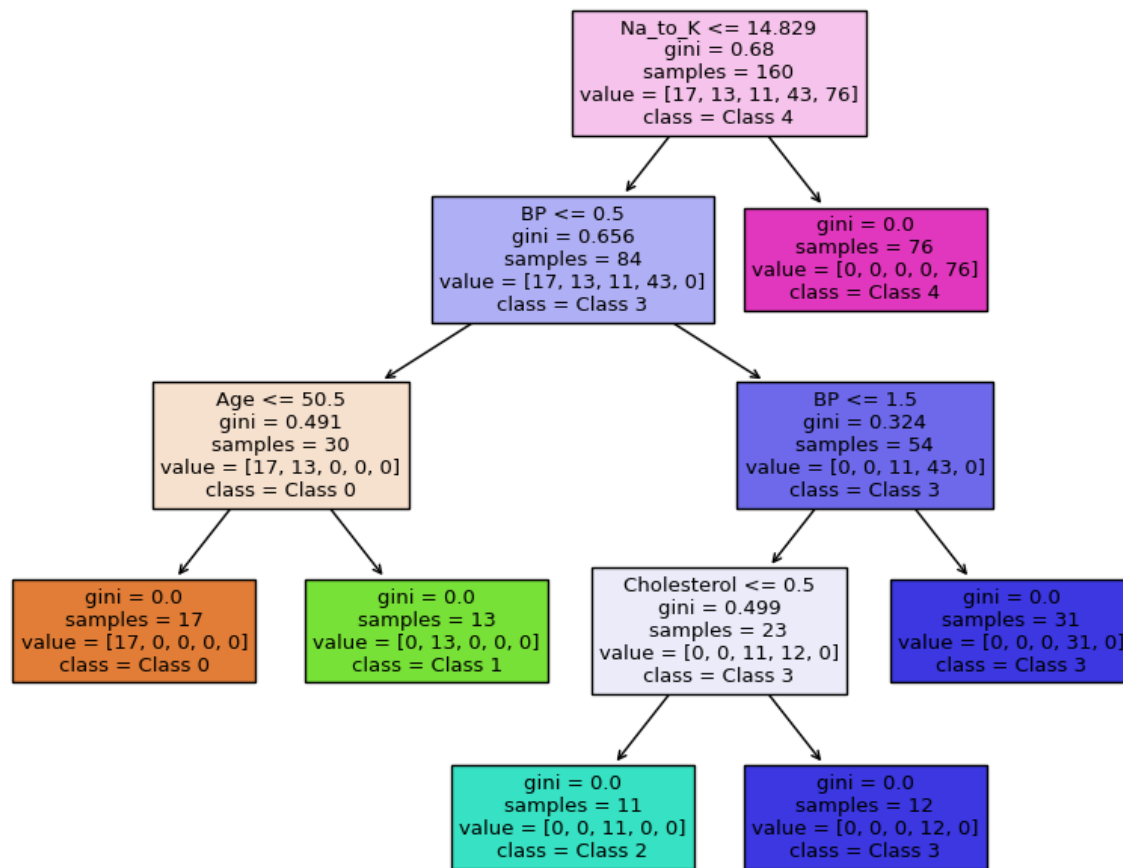 Na_to_K <= 14.829
gini = 0.68
samples = 160
value = [17, 13, 11, 43, 76]
class = Class 4
BP <= 0.5
gini = 0.656
samples = 84
value = [17, 13, 11, 43, 0]
class = Class 3
gini = 0.0
samples = 76
value = [0, 0, 0, 0, 76]
class = Class 4
Age <= 50.5
gini = 0.491
samples = 30
value = [17, 13, 0, 0, 0]
class = Class 0
BP <= 1.5
gini = 0.324
samples = 54
value = [0, 0, 11, 43, 0]
class = Class 3
gini = 0.0
samples = 17
value = [17, 0, 0, 0, 0]
class = Class 0
gini = 0.0
samples = 13
value = [0, 13, 0, 0, 0]
class = Class 1
Cholesterol <= 0.5
gini = 0.499
samples = 23
value = [0, 0, 11, 12, 0]
class = Class 3
gini = 0.0
samples = 31
value = [0, 0, 0, 31, 0]
class = Class 3
gini = 0.0
samples = 11
value = [0, 0, 11, 0, 0]
class = Class 2
gini = 0.0
samples = 12
value = [0, 0, 0, 12, 0]
class = Class 3